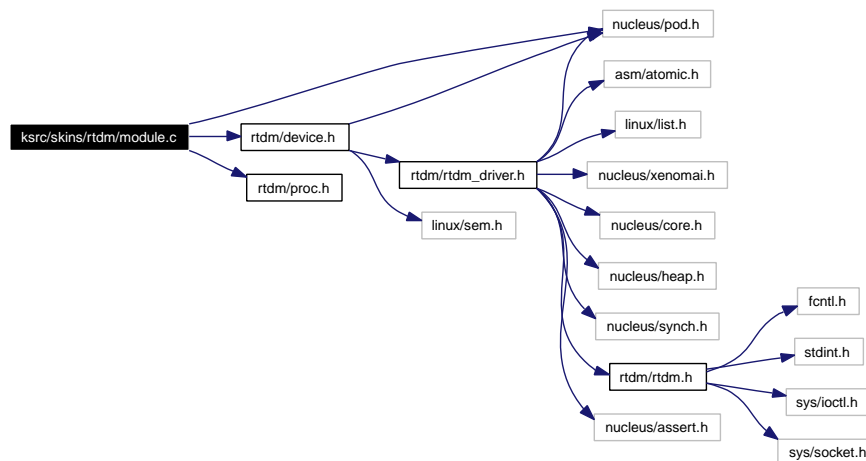 nucleus/pod.h
asm/atomic.h
linux/list.h
ksrc/skins/rtdm/module.c
rtdm/device.h
rtdm/rtdm_driver.h
nucleus/xenomai.h
rtdm/proc.h
linux/sem.h
nucleus/core.h
nucleus/heap.h
fcntl.h
nucleus/synch.h
stdint.h
rtdm/rtdm.h
sys/ioctl.h
nucleus/assert.h
sys/socket.h